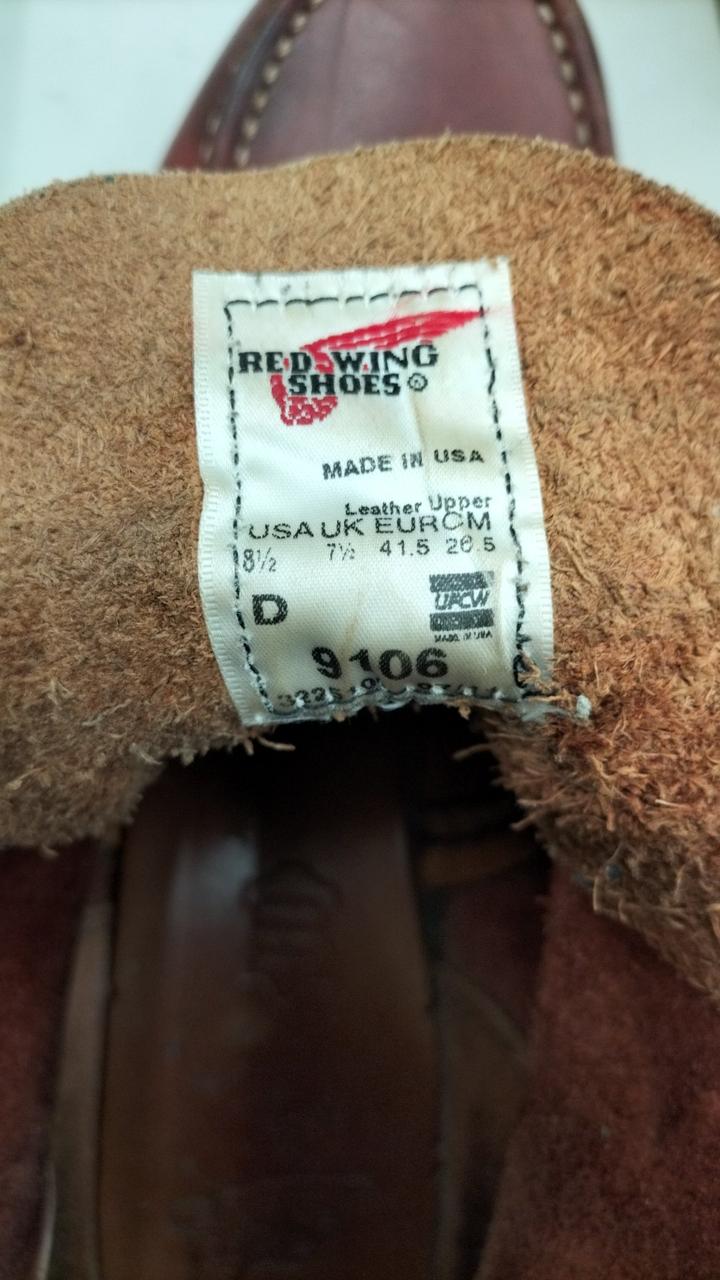 RED WING
SHOES®
MADE IN USA
Leather Upper
USA UK EUR CM
8½ 7½ 41.5 26.5
D
UFCW
MADE IN USA
9106